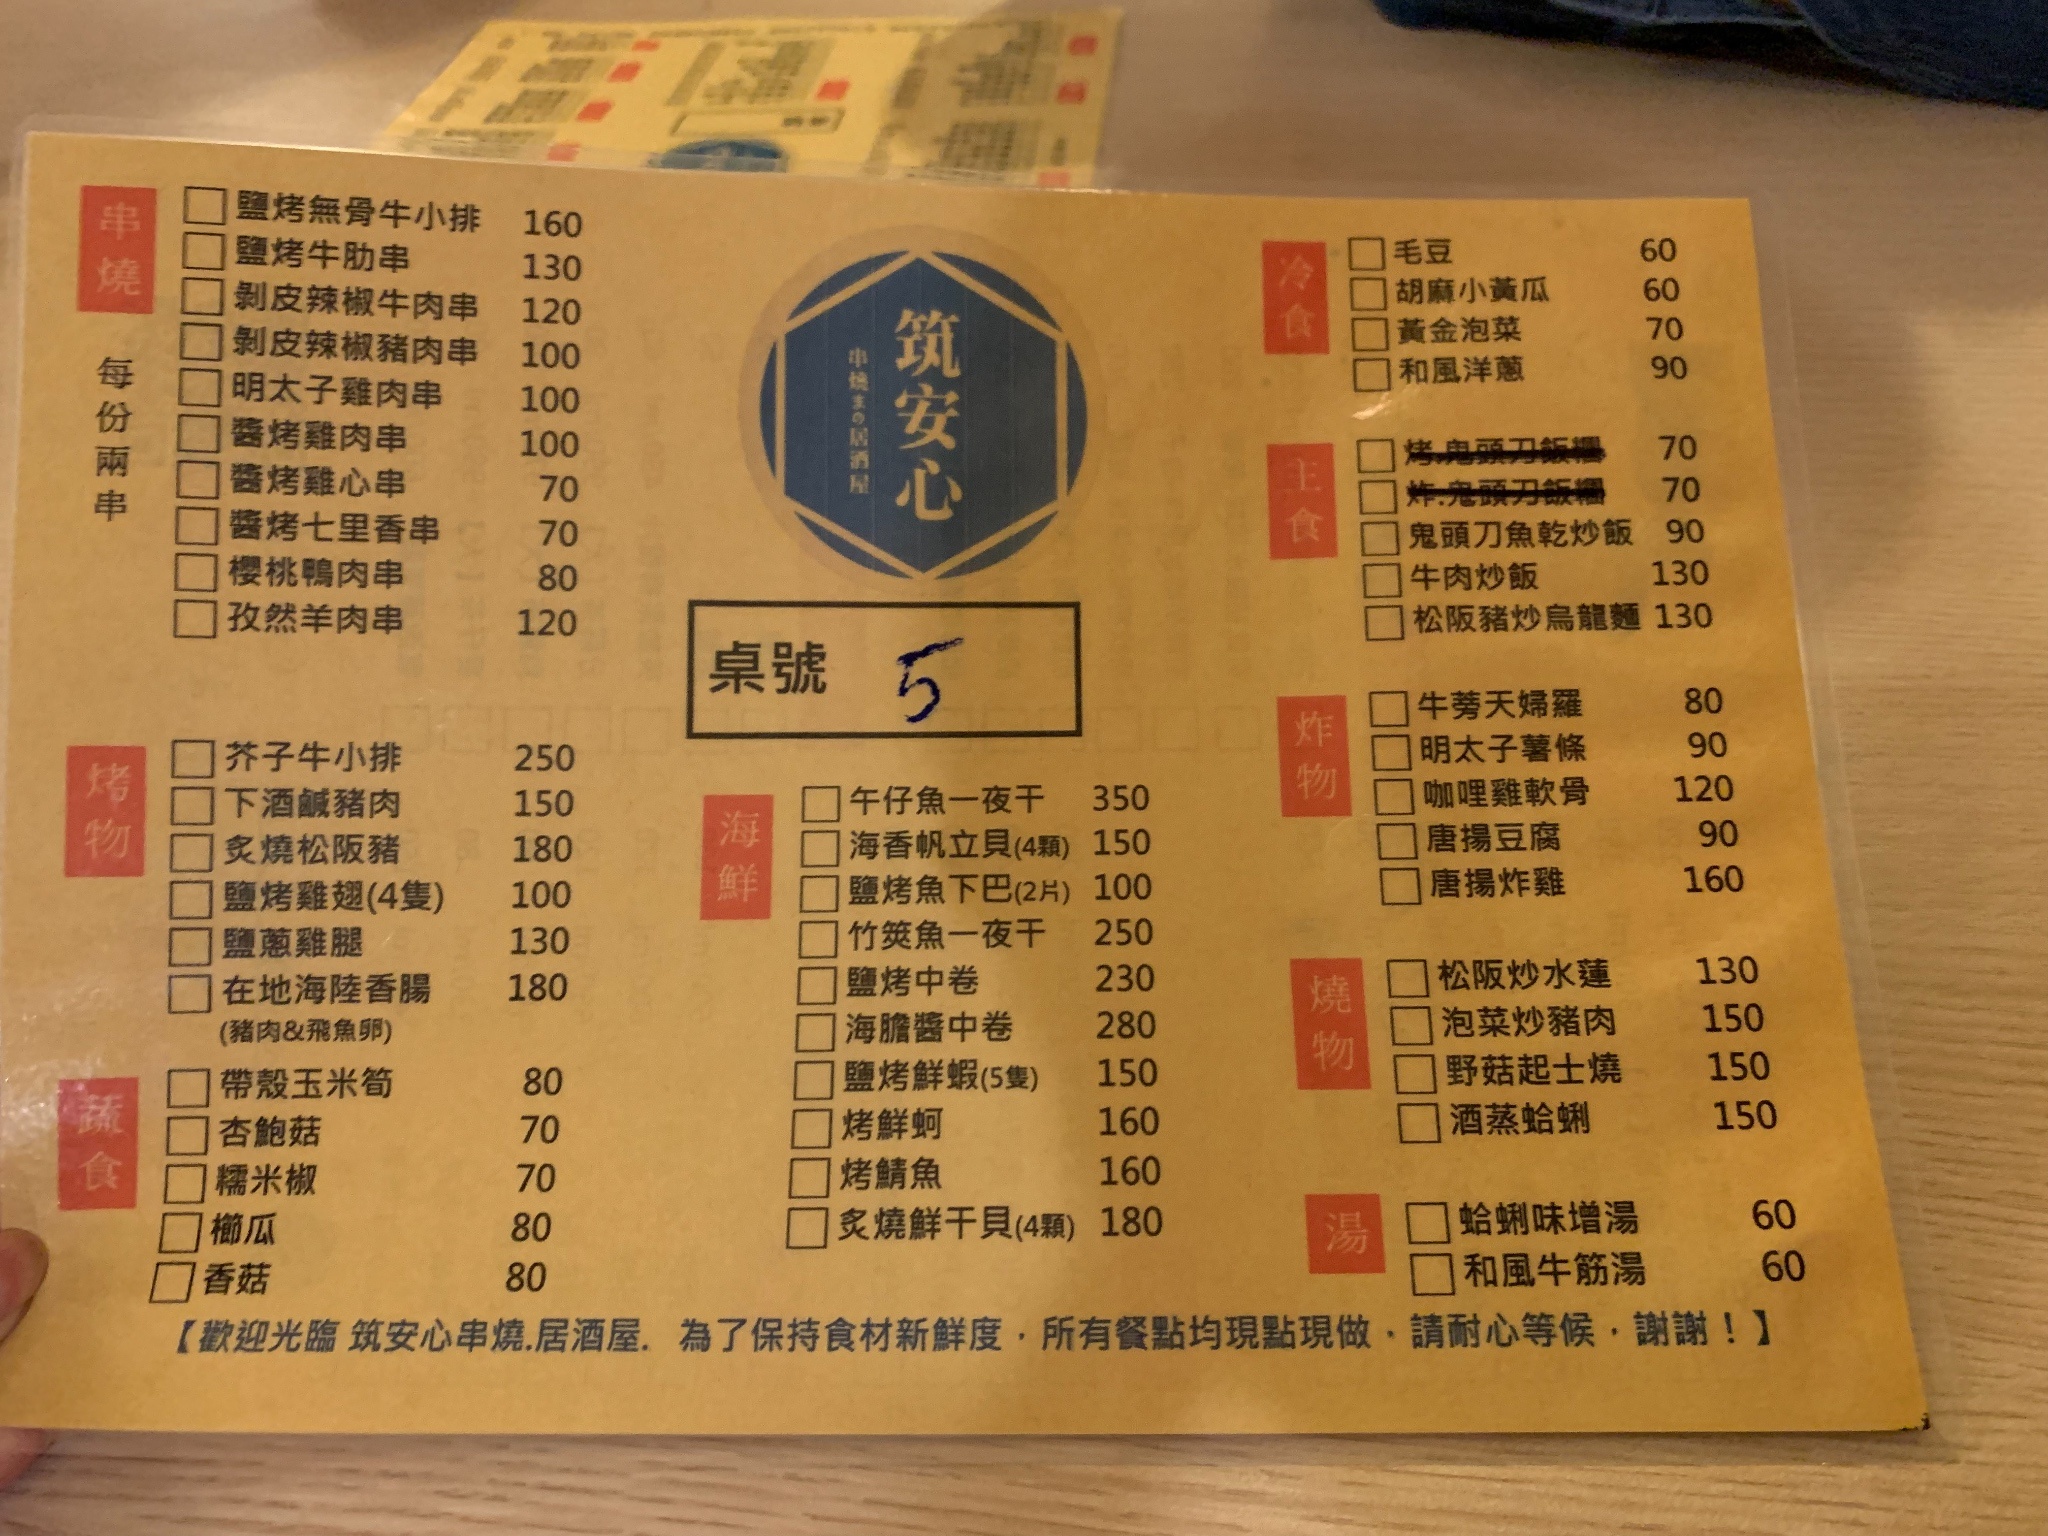 串燒
每份兩串
鹽烤無骨牛小排 160
鹽烤牛肋串 130
剝皮辣椒牛肉串 120
剝皮辣椒豬肉串 100
明太子雞肉串 100
醬烤雞肉串 100
醬烤雞心串 70
醬烤七里香串 70
櫻桃鴨肉串 80
孜然羊肉串 120
烤物
芥子牛小排 250
下酒鹹豬肉 150
炙燒松阪豬 180
鹽烤雞翅(4隻) 100
鹽蔥雞腿 130
在地海陸香腸 180
(豬肉&飛魚卵)
蔬食
帶殼玉米筍 80
杏鮑菇 70
糯米椒 70
櫛瓜 80
香菇 80
筑安心
串燒まの居酒屋
桌號 5
海鮮
午仔魚一夜干 350
海香帆立貝(4顆) 150
鹽烤魚下巴(2片) 100
竹筴魚一夜干 250
鹽烤中卷 230
海膽醬中卷 280
鹽烤鮮蝦(5隻) 150
烤鮮蚵 160
烤鯖魚 160
炙燒鮮干貝(4顆) 180
冷食
毛豆 60
胡麻小黃瓜 60
黃金泡菜 70
和風洋蔥 90
主食
烤.鬼頭刀飯糰 70
炸.鬼頭刀飯糰 70
鬼頭刀魚乾炒飯 90
牛肉炒飯 130
松阪豬炒烏龍麵 130
炸物
牛蒡天婦羅 80
明太子薯條 90
咖哩雞軟骨 120
唐揚豆腐 90
唐揚炸雞 160
燒物
松阪炒水蓮 130
泡菜炒豬肉 150
野菇起士燒 150
酒蒸蛤蜊 150
湯
蛤蜊味增湯 60
和風牛筋湯 60
【歡迎光臨 筑安心串燒.居酒屋. 為了保持食材新鮮度，所有餐點均現點現做，請耐心等候，謝謝！】